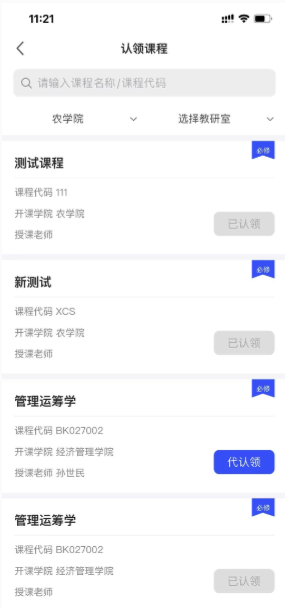 11:21
认领课程
请输入课程名称/课程代码
农学院 选择教研室
必修
测试课程
课程代码 111
开课学院 农学院
授课老师
已认领
必修
新测试
课程代码 XCS
开课学院 农学院
授课老师
已认领
必修
管理运筹学
课程代码 BK027002
开课学院 经济管理学院
授课老师 孙世民
代认领
必修
管理运筹学
课程代码 BK027002
开课学院 经济管理学院
授课老师
已认领